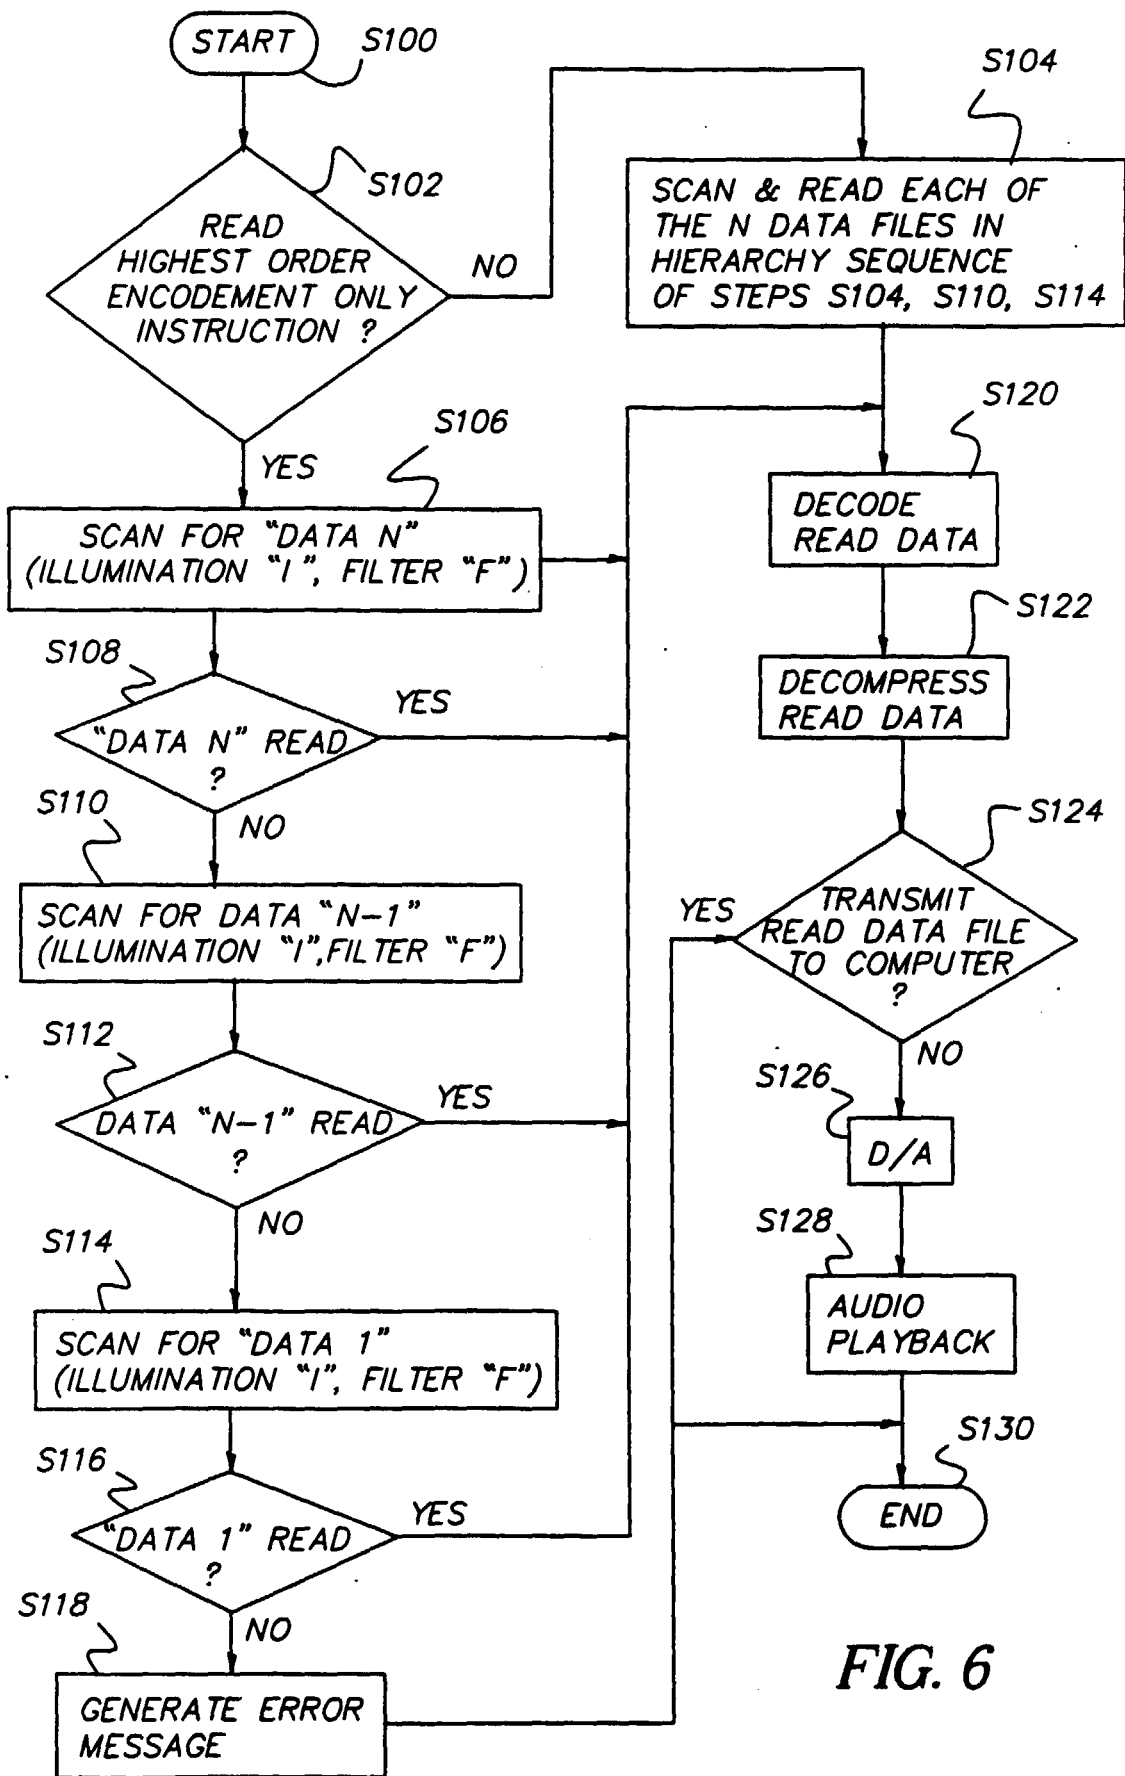 START
S100
S102
READ
HIGHEST ORDER
ENCODEMENT ONLY
INSTRUCTION ?
NO
YES
S104
SCAN & READ EACH OF
THE N DATA FILES IN
HIERARCHY SEQUENCE
OF STEPS S104, S110, S114
S106
SCAN FOR "DATA N"
(ILLUMINATION "I", FILTER "F")
S108
"DATA N" READ
?
YES
NO
S110
SCAN FOR DATA "N-1"
(ILLUMINATION "I",FILTER "F")
S112
DATA "N-1" READ
?
YES
NO
S114
SCAN FOR "DATA 1"
(ILLUMINATION "I", FILTER "F")
S116
"DATA 1" READ
?
YES
NO
S118
GENERATE ERROR
MESSAGE
S120
DECODE
READ DATA
S122
DECOMPRESS
READ DATA
S124
TRANSMIT
READ DATA FILE
TO COMPUTER
?
YES
NO
S126
D/A
S128
AUDIO
PLAYBACK
S130
END
FIG. 6